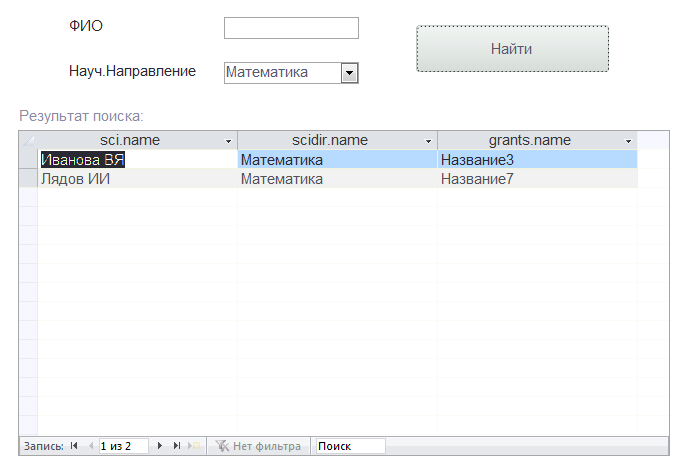 ФИО
Найти
Науч.Направление Математика
Результат поиска:
sci.name scidir.name grants.name
Иванова ВЯ Математика Название3
Лядов ИИ Математика Название7
Запись: 1 из 2 Нет фильтра Поиск